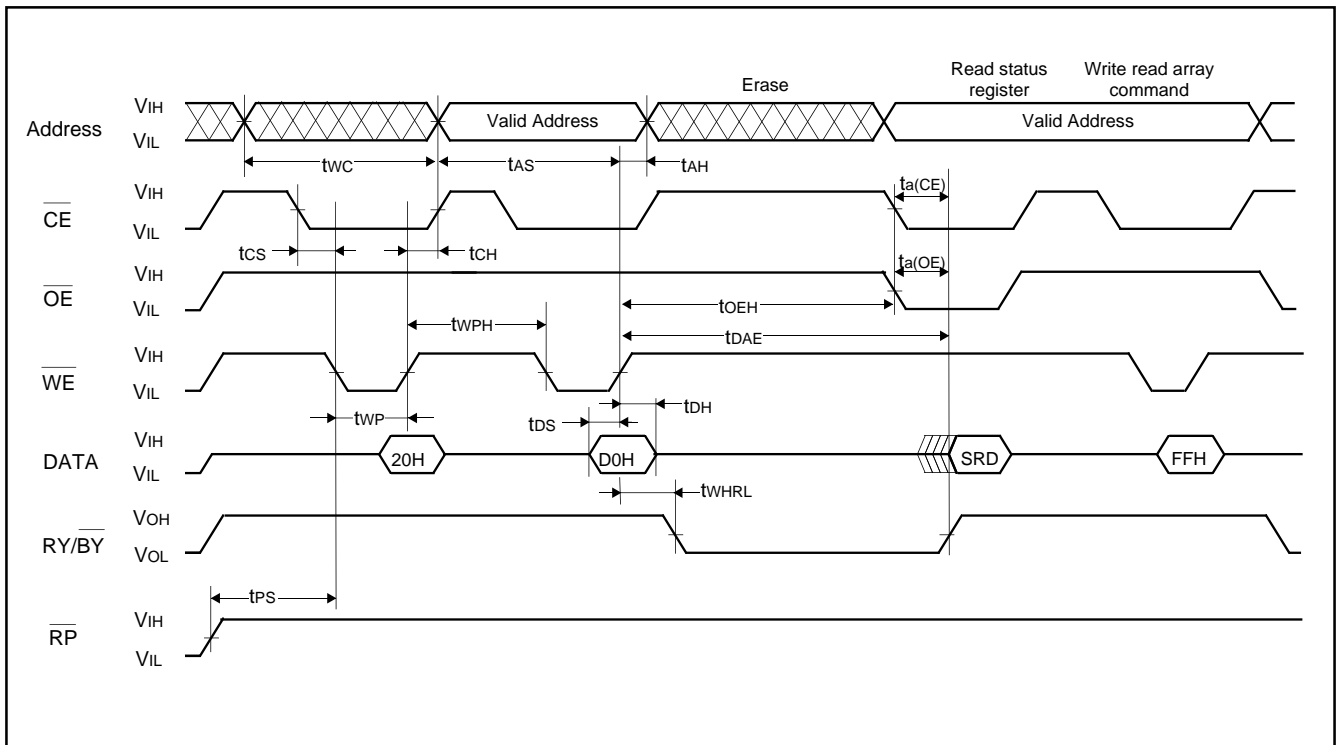 Erase
Read status register
Write read array command
Address
VIH
VIL
Valid Address
Valid Address
tWC
tAS
tAH
CE
VIH
VIL
ta(CE)
tCS
tCH
OE
VIH
VIL
ta(OE)
tOEH
tWPH
tDAE
WE
VIH
VIL
tWP
tDH
tDS
DATA
VIH
VIL
20H
D0H
SRD
FFH
tWHRL
RY/BY
VOH
VOL
tPS
RP
VIH
VIL